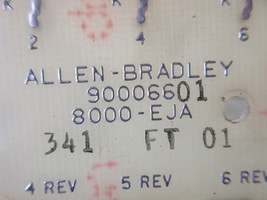 K K K
2 4 6
ALLEN-BRADLEY
90006601
8000-EJA
341 FT 01
4 REV 5 REV 6 REV